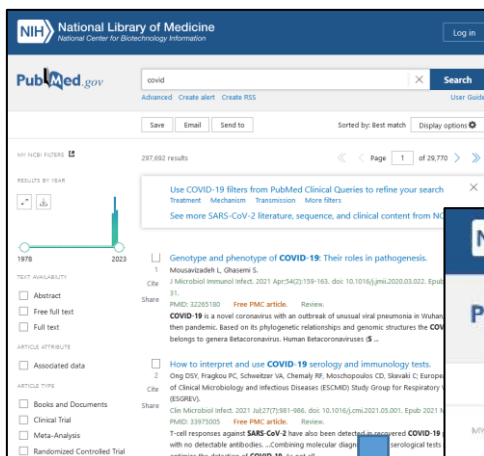 NIH National Library of Medicine
National Center for Biotechnology Information
Log in
PubMed.gov
covid
Search
Advanced Create alert Create RSS
User Guide
Save Email Send to Sorted by: Best match Display options
MY NCBI FILTERS
297,692 results
Page 1 of 29,770
RESULTS BY YEAR
1978 2023
Use COVID-19 filters from PubMed Clinical Queries to refine your search
Treatment Mechanism Transmission More filters
See more SARS-CoV-2 literature, sequence, and clinical content from
TEXT AVAILABILITY
Abstract
Free full text
Full text
ARTICLE ATTRIBUTE
Associated data
ARTICLE TYPE
Books and Documents
Clinical Trial
Meta-Analysis
Randomized Controlled Trial
1
Cite
Share
Genotype and phenotype of COVID-19: Their roles in pathogenesis.
Mousavizadeh L, Ghasemi S.
J Microbiol Immunol Infect. 2021 Apr;54(2):159-163. doi: 10.1016/j.jmii.2020.03.022. Epub
31.
PMID: 32265180 Free PMC article. Review.
COVID-19 is a novel coronavirus with an outbreak of unusual viral pneumonia in Wuhan,
then pandemic. Based on its phylogenetic relationships and genomic structures the
belongs to genera Betacoronavirus. Human Betacoronaviruses (S ...
2
Cite
Share
How to interpret and use COVID-19 serology and immunology tests.
Ong DSY, Fragkou PC, Schweitzer VA, Chemaly RF, Moschopoulos CD, Skevaki C;
of Clinical Microbiology and Infectious Diseases (ESCMID) Study Group for Respiratory
(ESGREV).
Clin Microbiol Infect. 2021 Jul;27(7):981-986. doi: 10.1016/j.cmi.2021.05.001. Epub 2021
PMID: 33975005 Free PMC article. Review.
T-cell responses against SARS-CoV-2 have also been detected in recovered COVID-19
with no detectable antibodies. ...Combining molecular serological tests
N
P
MY